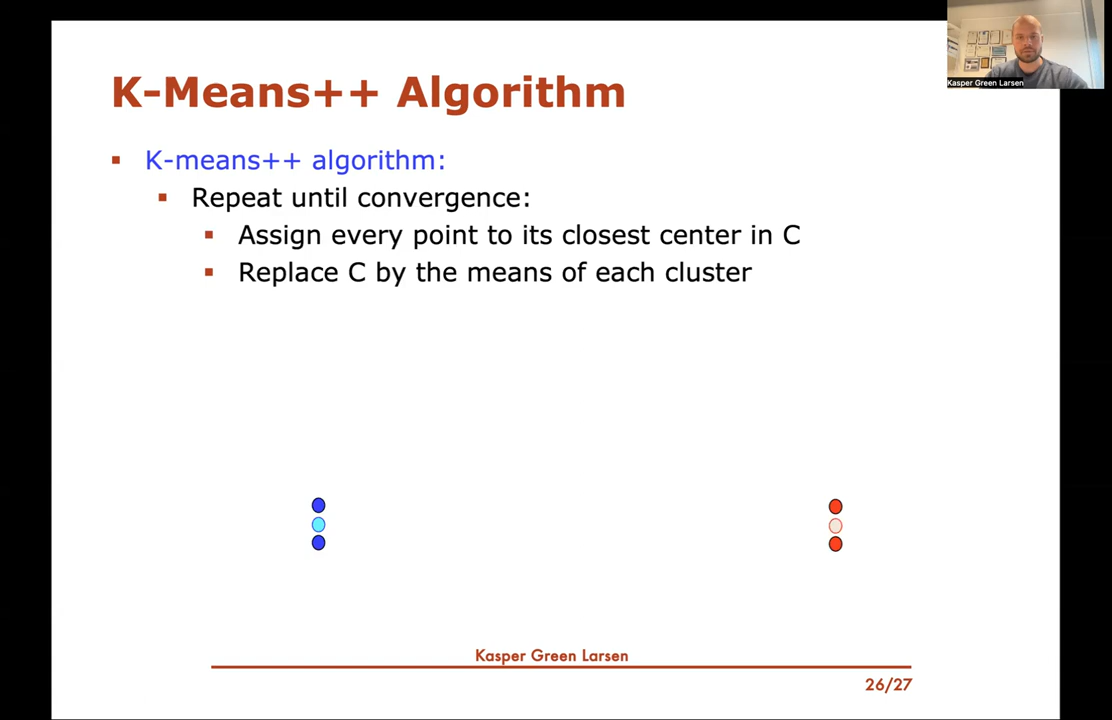 Kasper Green Larsen
K-Means++ Algorithm
K-means++ algorithm:
Repeat until convergence:
Assign every point to its closest center in C
Replace C by the means of each cluster
Kasper Green Larsen
26/27